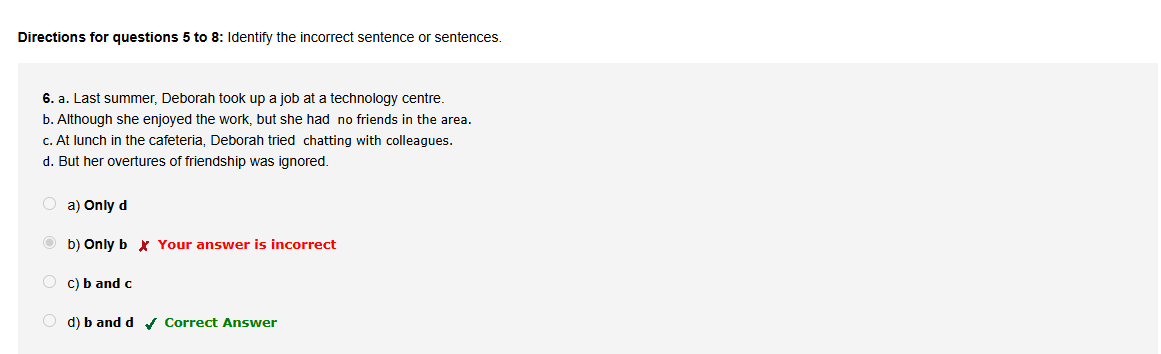 Directions for questions 5 to 8: Identify the incorrect sentence or sentences.
6. a. Last summer, Deborah took up a job at a technology centre.
b. Although she enjoyed the work, but she had no friends in the area.
c. At lunch in the cafeteria, Deborah tried chatting with colleagues.
d. But her overtures of friendship was ignored.
a) Only d
b) Only b ✗ Your answer is incorrect
c) b and c
d) b and d ✓ Correct Answer